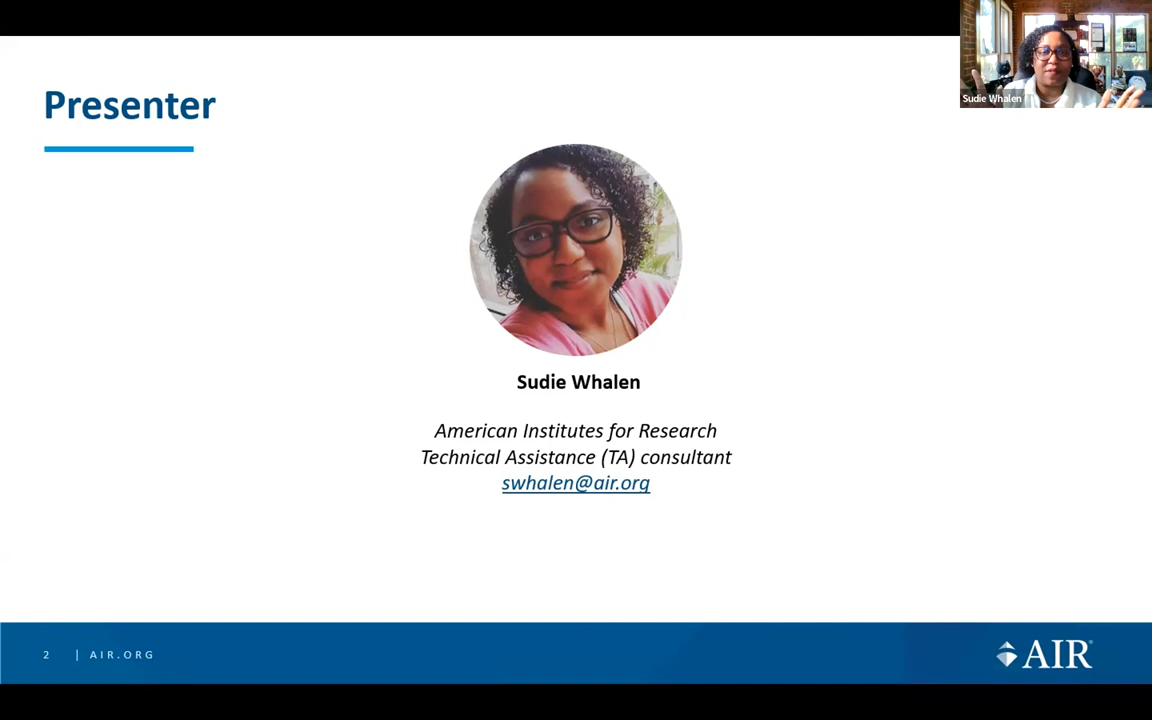 Presenter
Sudie Whalen
Sudie Whalen
American Institutes for Research
Technical Assistance (TA) consultant
swhalen@air.org
2 | AIR.ORG
AIR®